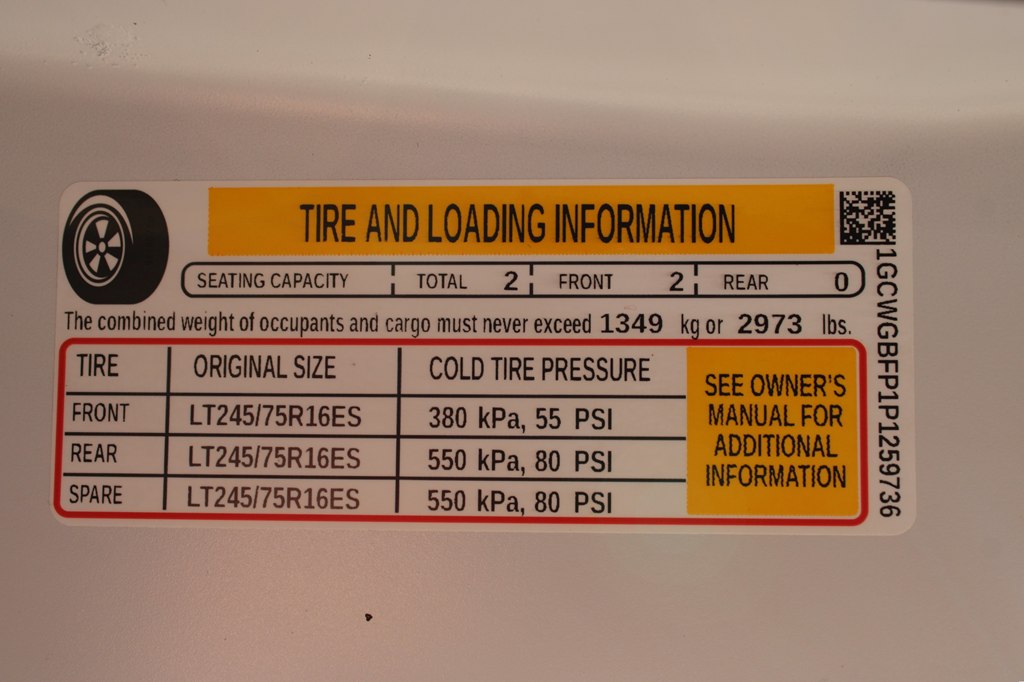 TIRE AND LOADING INFORMATION
SEATING CAPACITY TOTAL 2 FRONT 2 REAR 0
The combined weight of occupants and cargo must never exceed 1349 kg or 2973 lbs.
TIRE ORIGINAL SIZE COLD TIRE PRESSURE
FRONT LT245/75R16ES 380 kPa, 55 PSI
REAR LT245/75R16ES 550 kPa, 80 PSI
SPARE LT245/75R16ES 550 kPa, 80 PSI
SEE OWNER'S
MANUAL FOR
ADDITIONAL
INFORMATION
1GCWGBFP1P1259736